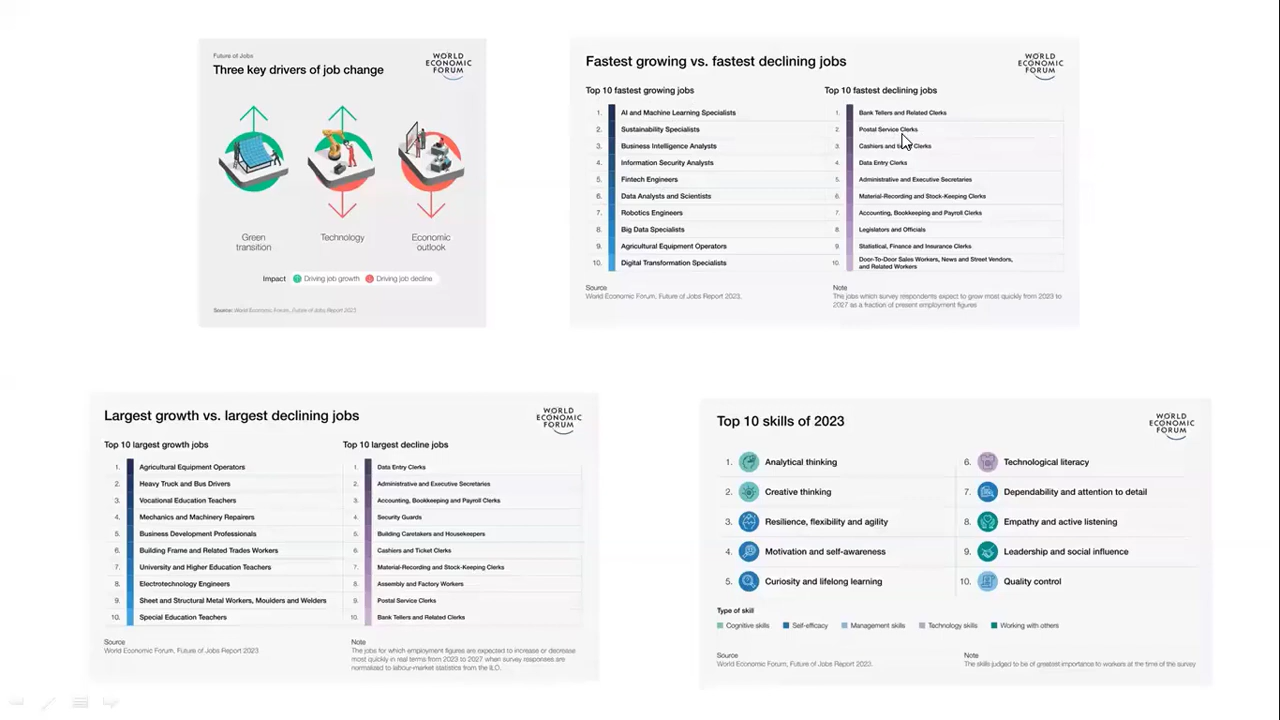 Future of Jobs
Three key drivers of job change
WORLD
ECONOMIC
FORUM
Green
transition
Technology
Economic
outlook
Impact
Driving job growth
Driving job decline
Source: World Economic Forum, Future of Jobs Report 2023
Fastest growing vs. fastest declining jobs
WORLD
ECONOMIC
FORUM
Top 10 fastest growing jobs
1. AI and Machine Learning Specialists
2. Sustainability Specialists
3. Business Intelligence Analysts
4. Information Security Analysts
5. Fintech Engineers
6. Data Analysts and Scientists
7. Robotics Engineers
8. Big Data Specialists
9. Agricultural Equipment Operators
10. Digital Transformation Specialists
Source
World Economic Forum, Future of Jobs Report 2023.
Top 10 fastest declining jobs
1. Bank Tellers and Related Clerks
2. Postal Service Clerks
3. Cashiers and Clerks
4. Data Entry Clerks
5. Administrative and Executive Secretaries
6. Material-Recording and Stock-Keeping Clerks
7. Accounting, Bookkeeping and Payroll Clerks
8. Legislators and Officials
9. Statistical, Finance and Insurance Clerks
10. Door-To-Door Sales Workers, News and Street Vendors,
and Related Workers
Note
The jobs which survey respondents expect to grow most quickly from 2023 to
2027 as a fraction of present employment figures
Largest growth vs. largest declining jobs
WORLD
ECONOMIC
FORUM
Top 10 largest growth jobs
1. Agricultural Equipment Operators
2. Heavy Truck and Bus Drivers
3. Vocational Education Teachers
4. Mechanics and Machinery Repairers
5. Business Development Professionals
6. Building Frame and Related Trades Workers
7. University and Higher Education Teachers
8. Electrotechnology Engineers
9. Sheet and Structural Metal Workers, Moulders and Welders
10. Special Education Teachers
Source
World Economic Forum, Future of Jobs Report 2023
Top 10 largest decline jobs
1. Data Entry Clerks
2. Administrative and Executive Secretaries
3. Accounting, Bookkeeping and Payroll Clerks
4. Security Guards
5. Building Caretakers and Housekeepers
6. Cashiers and Ticket Clerks
7. Material-Recording and Stock-Keeping Clerks
8. Assembly and Factory Workers
9. Postal Service Clerks
10. Bank Tellers and Related Clerks
Note
The jobs for which employment figures are expected to increase or decrease
most quickly in real terms from 2023 to 2027 when survey responses are
normalized to labour-market statistics from the ILO.
Top 10 skills of 2023
WORLD
ECONOMIC
FORUM
1. Analytical thinking
2. Creative thinking
3. Resilience, flexibility and agility
4. Motivation and self-awareness
5. Curiosity and lifelong learning
6. Technological literacy
7. Dependability and attention to detail
8. Empathy and active listening
9. Leadership and social influence
10. Quality control
Type of skill
Cognitive skills
Self-efficacy
Management skills
Technology skills
Working with others
Source
World Economic Forum, Future of Jobs Report 2023.
Note
The skills judged to be of greatest importance to workers at the time of the survey